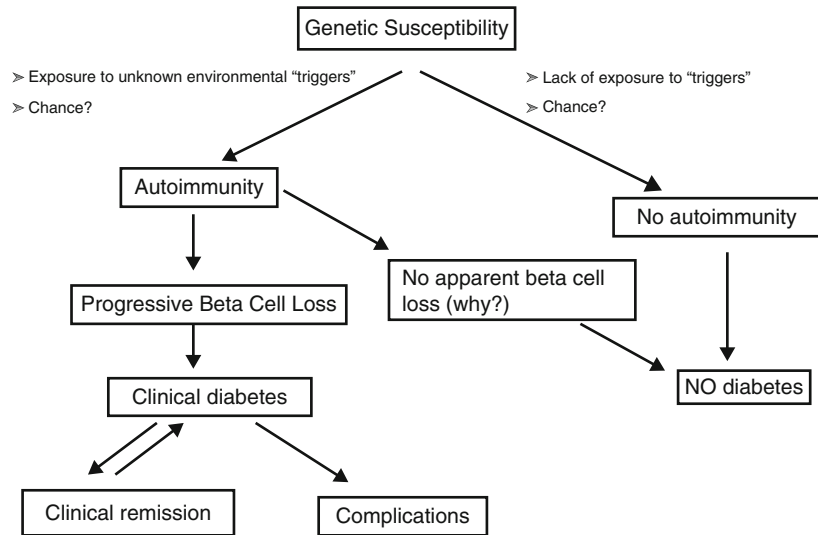 Genetic Susceptibility
➢ Exposure to unknown environmental “triggers”
➢ Chance?
➢ Lack of exposure to “triggers”
➢ Chance?
Autoimmunity
No autoimmunity
No apparent beta cell
loss (why?)
Progressive Beta Cell Loss
Clinical diabetes
NO diabetes
Clinical remission
Complications